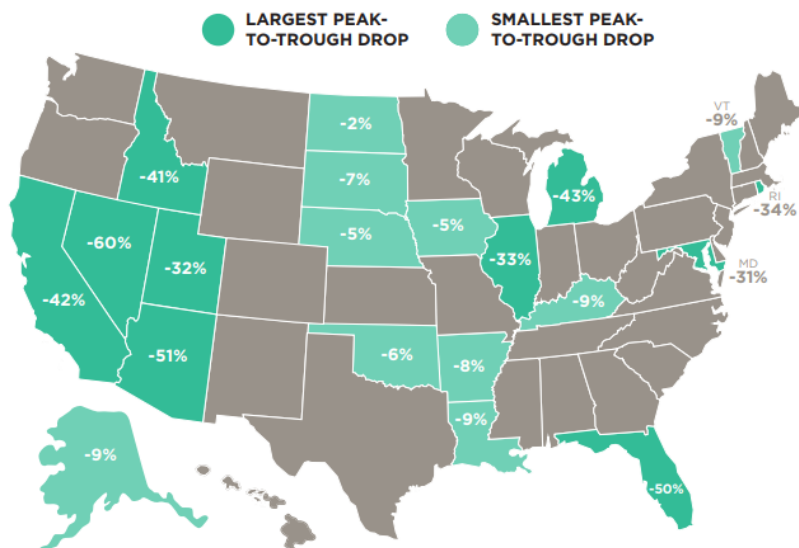 LARGEST PEAK-
TO-TROUGH DROP
SMALLEST PEAK-
TO-TROUGH DROP
VT
-9%
-2%
-41%
-7%
-43%
RI
-34%
-5%
-5%
-60%
-32%
-33%
MD
-31%
-42%
-9%
-51%
-6%
-8%
-9%
-9%
-50%